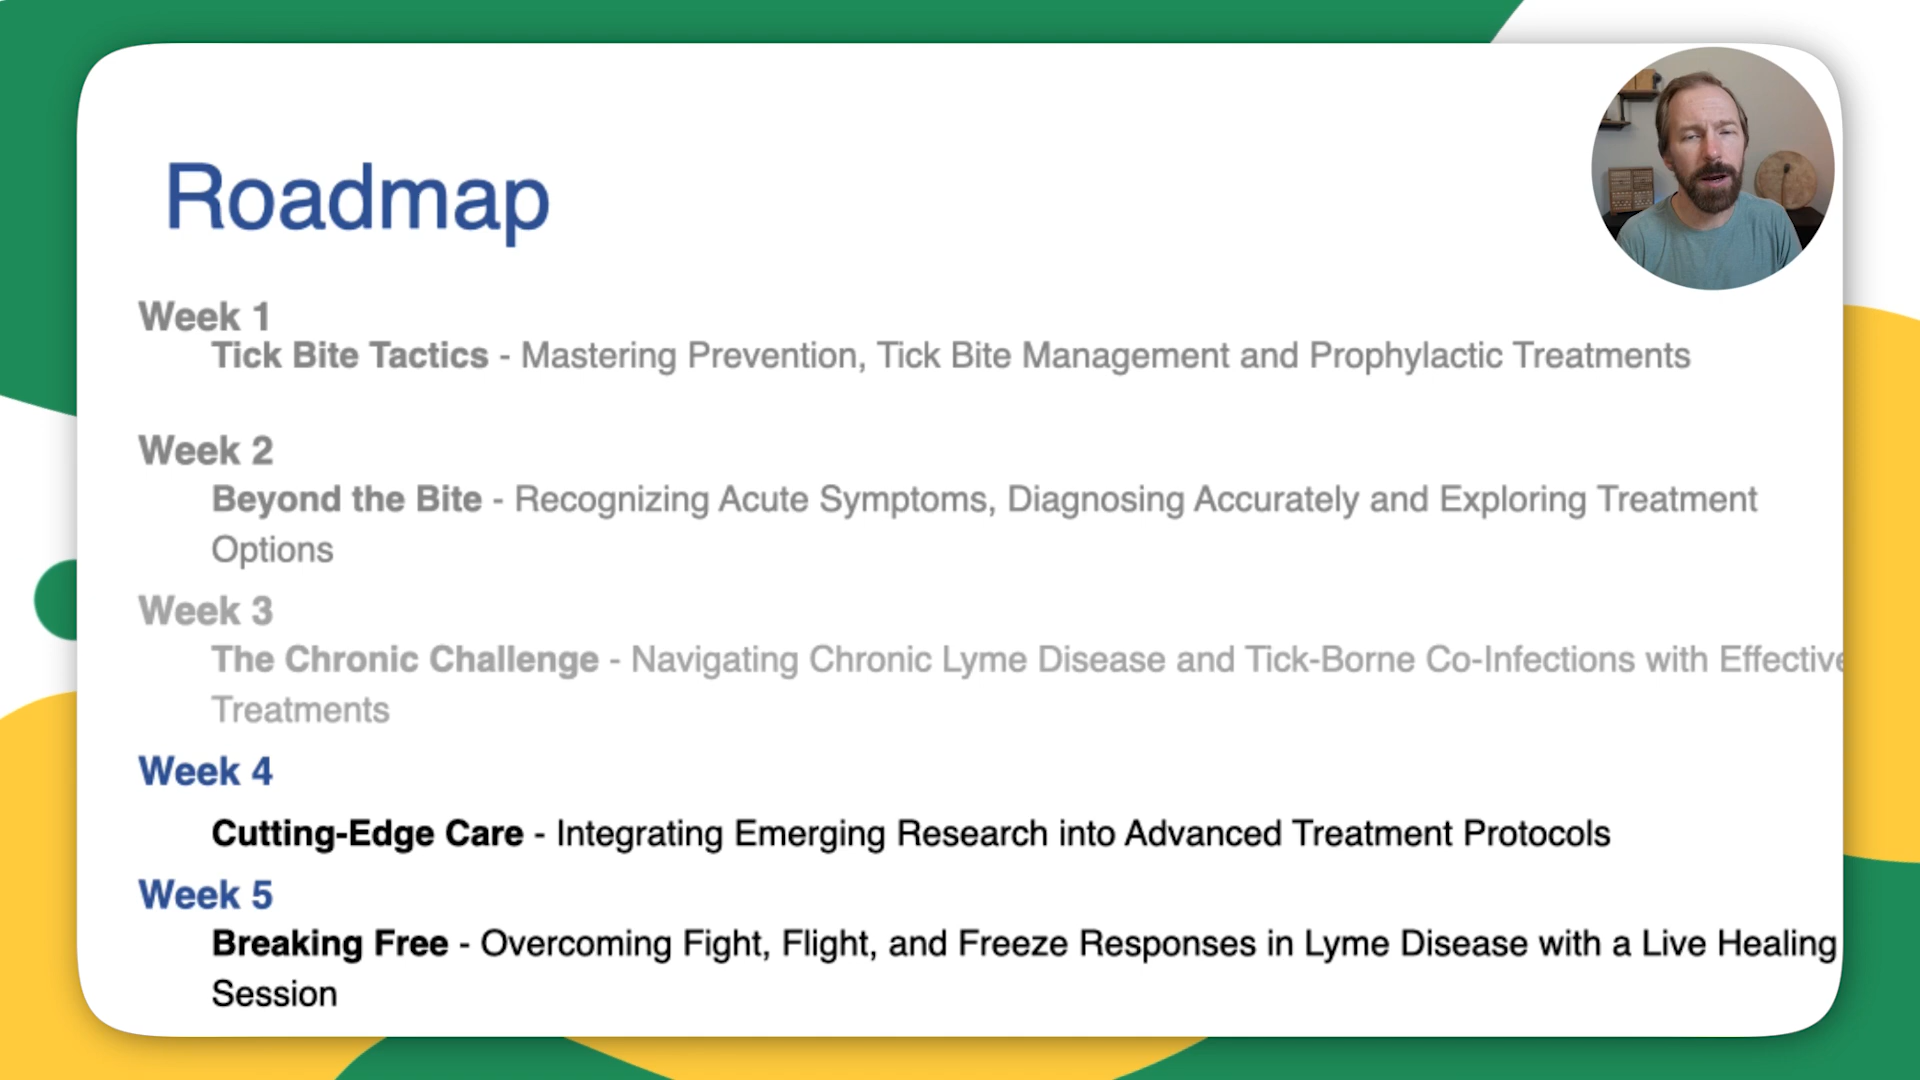 Roadmap
Week 1
Tick Bite Tactics - Mastering Prevention, Tick Bite Management and Prophylactic Treatments
Week 2
Beyond the Bite - Recognizing Acute Symptoms, Diagnosing Accurately and Exploring Treatment
Options
Week 3
The Chronic Challenge - Navigating Chronic Lyme Disease and Tick-Borne Co-Infections with Effective
Treatments
Week 4
Cutting-Edge Care - Integrating Emerging Research into Advanced Treatment Protocols
Week 5
Breaking Free - Overcoming Fight, Flight, and Freeze Responses in Lyme Disease with a Live Healing
Session